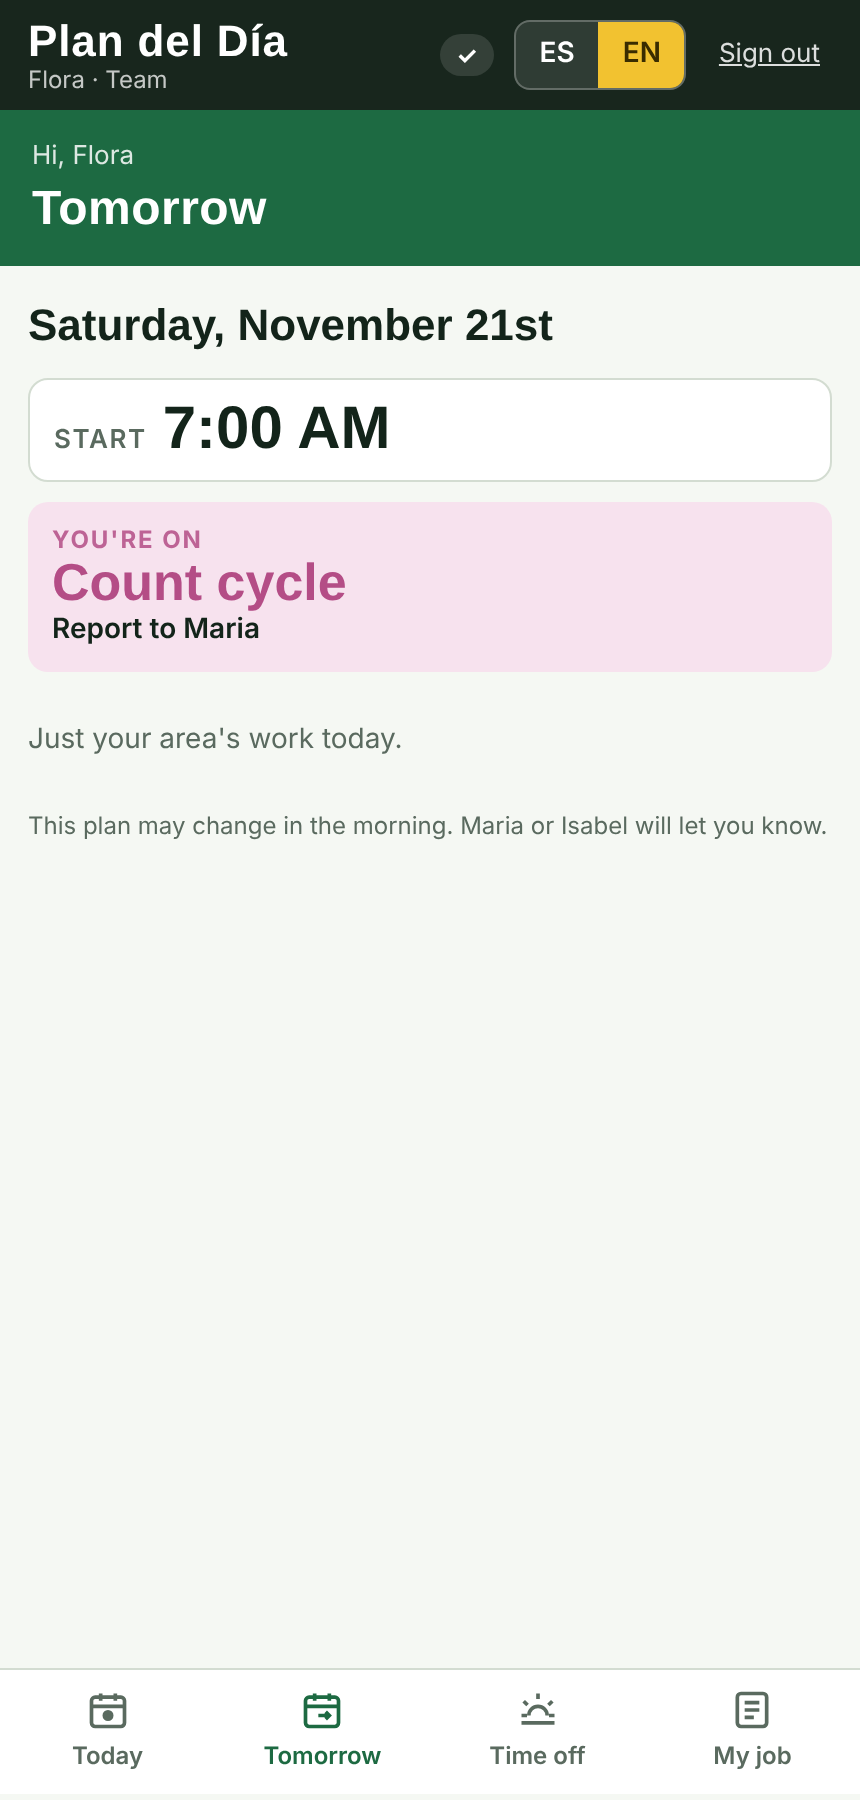 Plan del Día
Flora · Team
ES
EN
Sign out
Hi, Flora
Tomorrow
Saturday, November 21st
START 7:00 AM
YOU'RE ON
Count cycle
Report to Maria
Just your area's work today.
This plan may change in the morning. Maria or Isabel will let you know.
Today
Tomorrow
Time off
My job